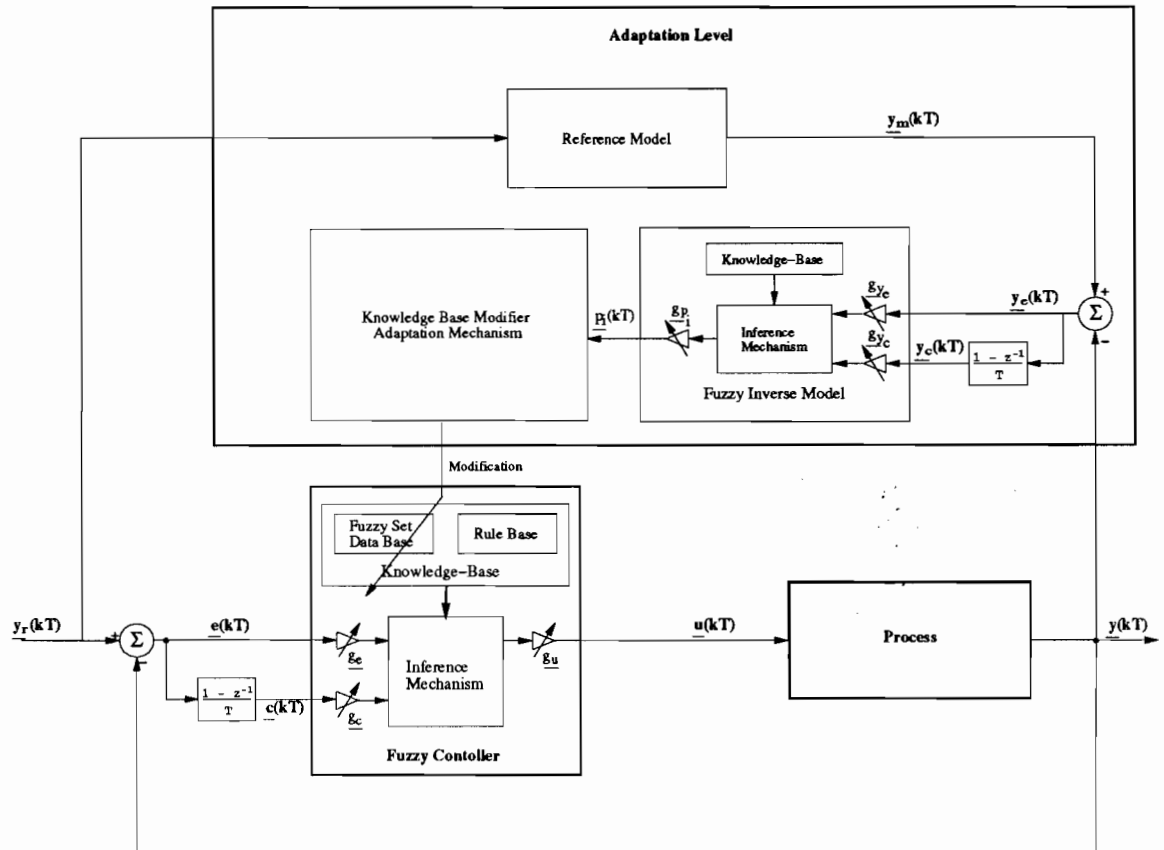 Adaptation Level
Reference Model
y_m(kT)
Knowledge Base Modifier
Adaptation Mechanism
p_i(kT)
g_p_i
Knowledge-Base
Inference
Mechanism
g_y_e
g_y_c
Fuzzy Inverse Model
y_e(kT)
y_c(kT)
1 - z⁻¹
T
+
Σ
-
Modification
Fuzzy Set
Data Base
Rule Base
Knowledge-Base
y_r(kT)
+
Σ
-
e(kT)
1 - z⁻¹
T
c(kT)
g_e
g_c
Inference
Mechanism
g_u
Fuzzy Contoller
u(kT)
Process
y(kT)